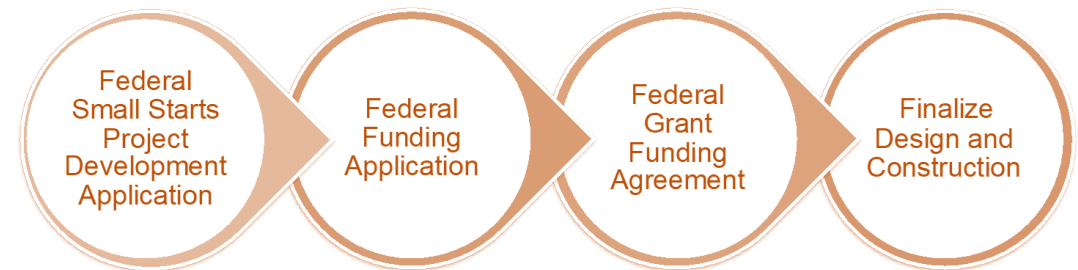 Federal
Small Starts
Project
Development
Application
Federal
Funding
Application
Federal
Grant
Funding
Agreement
Finalize
Design and
Construction